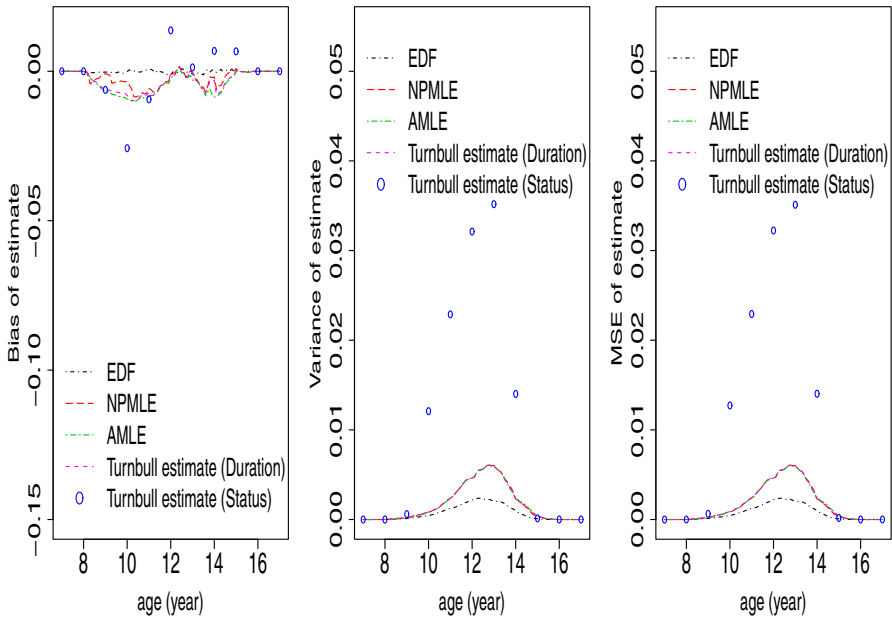 Bias of estimate
0.00
−0.05
−0.10
−0.15
EDF
NPMLE
AMLE
Turnbull estimate (Duration)
Turnbull estimate (Status)
8 10 12 14 16
age (year)
Variance of estimate
0.05
0.04
0.03
0.02
0.01
0.00
EDF
NPMLE
AMLE
Turnbull estimate (Duration)
Turnbull estimate (Status)
8 10 12 14 16
age (year)
MSE of estimate
0.05
0.04
0.03
0.02
0.01
0.00
EDF
NPMLE
AMLE
Turnbull estimate (Duration)
Turnbull estimate (Status)
8 10 12 14 16
age (year)